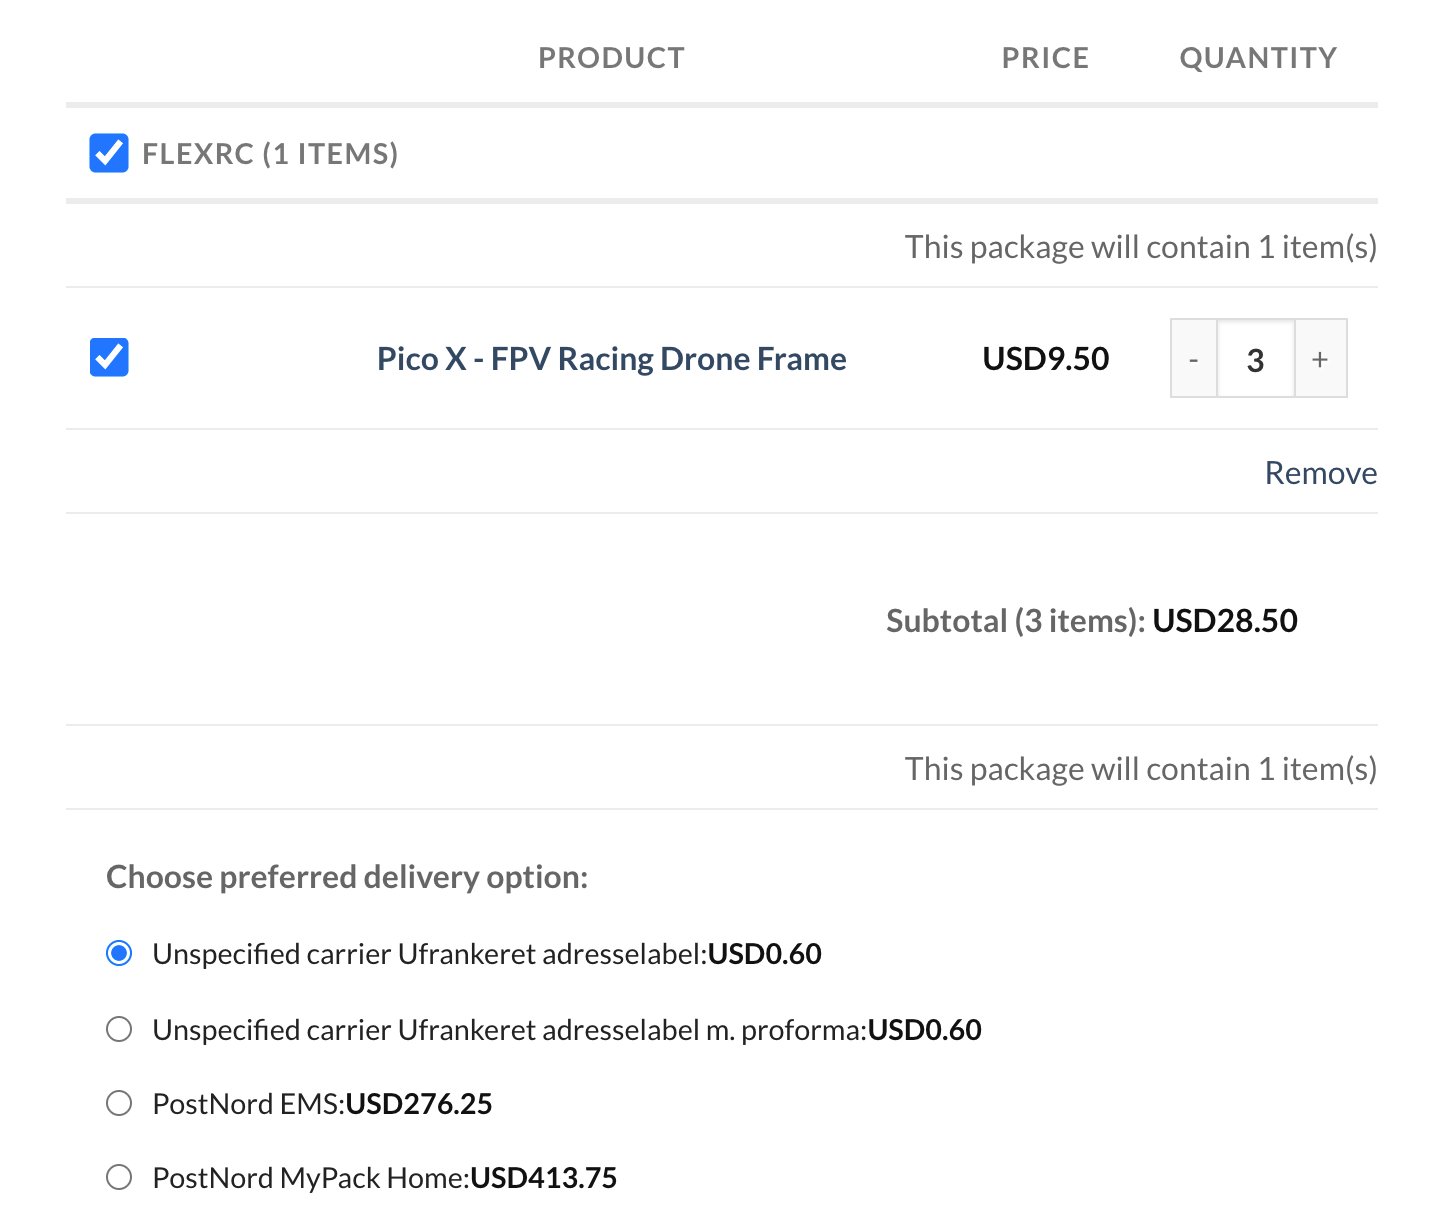 PRODUCT PRICE QUANTITY
FLEXRC (1 ITEMS)
This package will contain 1 item(s)
Pico X - FPV Racing Drone Frame USD9.50 - 3 +
Remove
Subtotal (3 items): USD28.50
This package will contain 1 item(s)
Choose preferred delivery option:
Unspecified carrier Ufrankeret adresselabel:USD0.60
Unspecified carrier Ufrankeret adresselabel m. proforma:USD0.60
PostNord EMS:USD276.25
PostNord MyPack Home:USD413.75